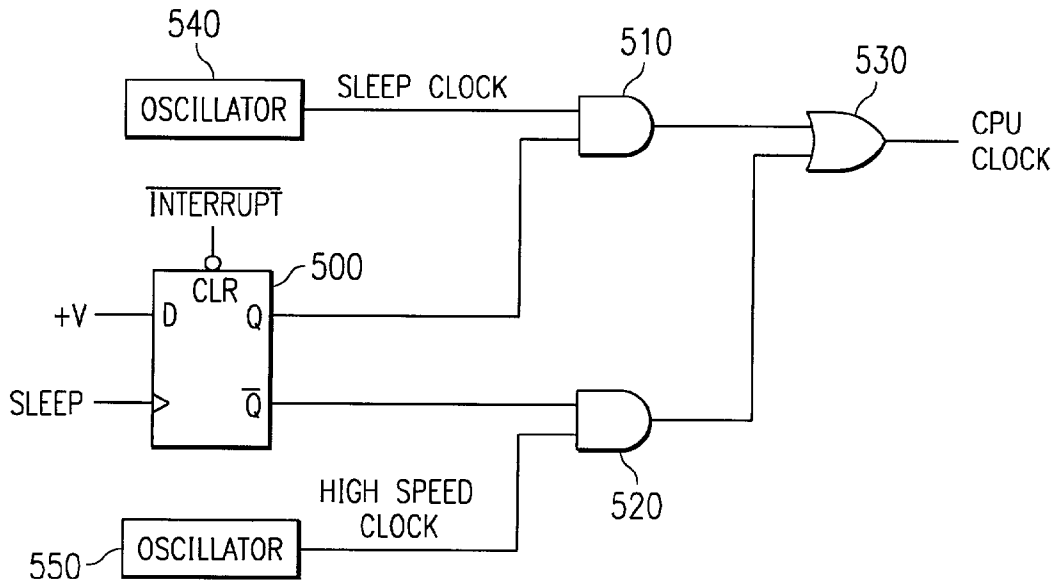 540
OSCILLATOR
SLEEP CLOCK
510
530
CPU
CLOCK
INTERRUPT
500
CLR
+V
D
Q
SLEEP
Q̅
HIGH SPEED
CLOCK
520
550
OSCILLATOR